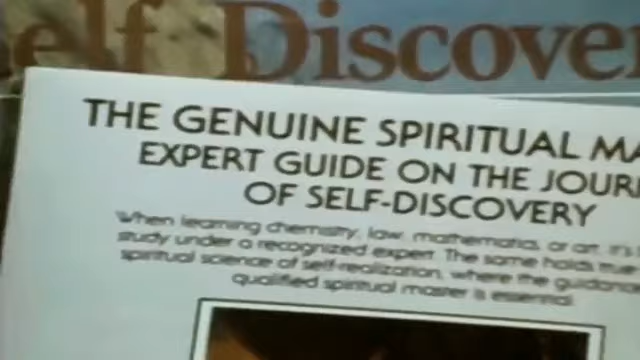 elf Discover
THE GENUINE SPIRITUAL MA
EXPERT GUIDE ON THE JOUR
OF SELF-DISCOVERY
When learning chemistry, law, mathematics, or art, it's
study under a recognized expert. The same holds true
spiritual science of self-realization, where the guidanc
qualified spiritual master is essential.